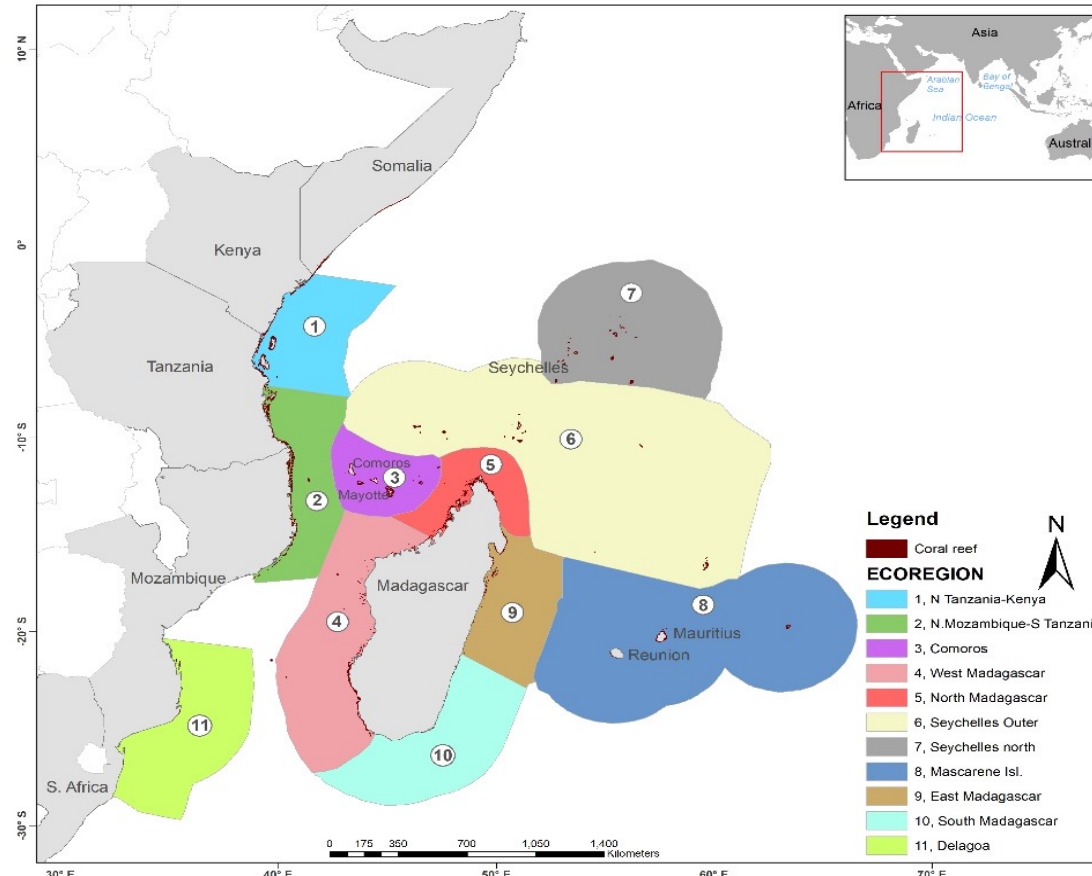 Asia
Arabian
Sea
Bay of
Bengal
Africa
Indian Ocean
Austral
10°N
0°
10°S
20°S
30°S
Somalia
Kenya
Tanzania
Seychelles
Comoros
Mayotte
Mozambique
Madagascar
Mauritius
Reunion
S. Africa
1
2
3
4
5
6
7
8
9
10
11
Legend
N
Coral reef
ECOREGION
1, N Tanzania-Kenya
2, N.Mozambique-S Tanzani
3, Comoros
4, West Madagascar
5, North Madagascar
6, Seychelles Outer
7, Seychelles north
8, Mascarene Isl.
9, East Madagascar
10, South Madagascar
11, Delagoa
0 175 350 700 1,050 1,400
Kilometers
30° E 40° E 50° E 60° E 70° E